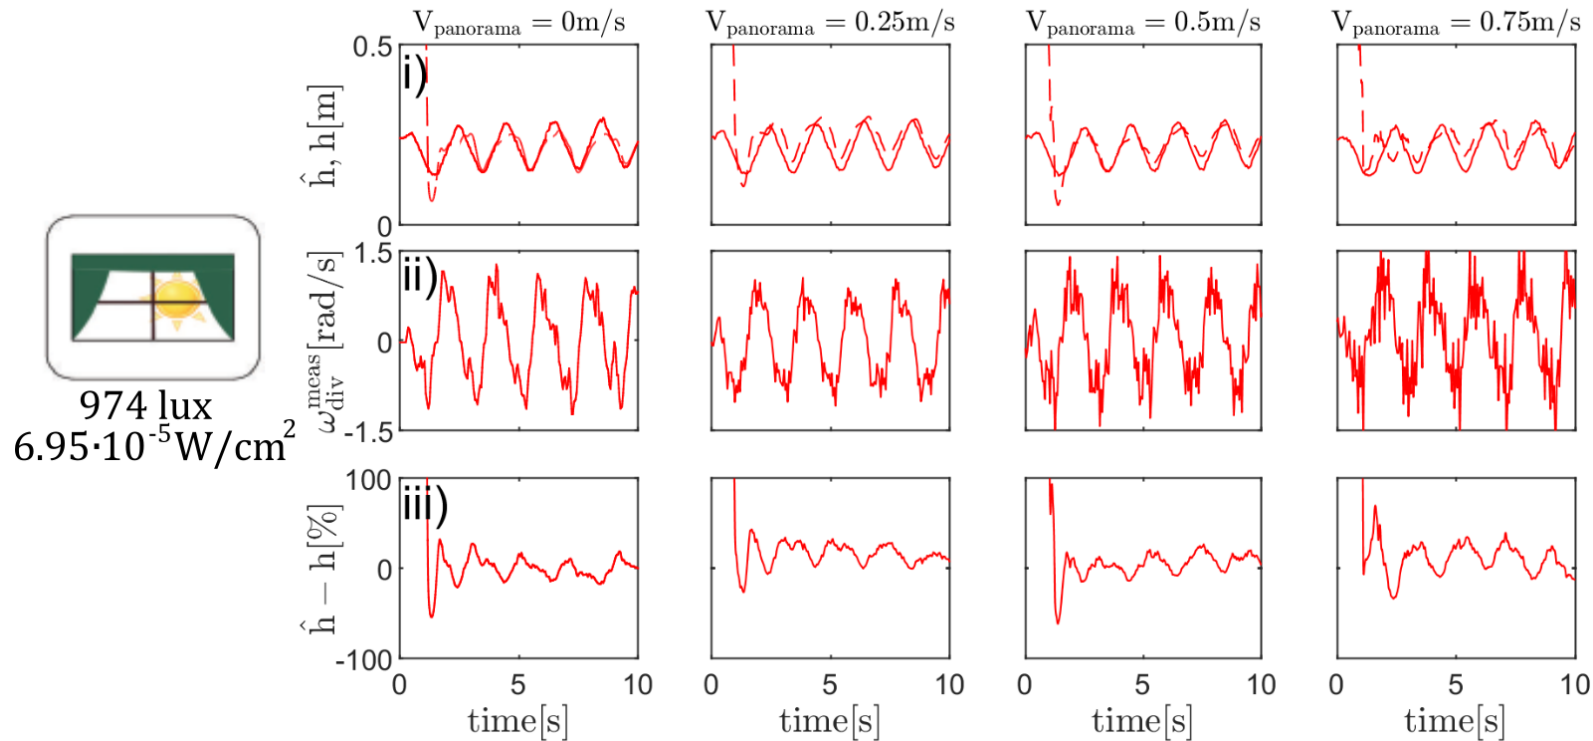 V_panorama = 0m/s V_panorama = 0.25m/s V_panorama = 0.5m/s V_panorama = 0.75m/s
i)
0.5
ĥ, h[m]
0
ii)
1.5
0
ω_div^meas[rad/s]
-1.5
974 lux
6.95·10^-5 W/cm^2
iii)
100
0
ĥ − h[%]
-100
0 5 10 0 5 10 0 5 10 0 5 10
time[s] time[s] time[s] time[s]